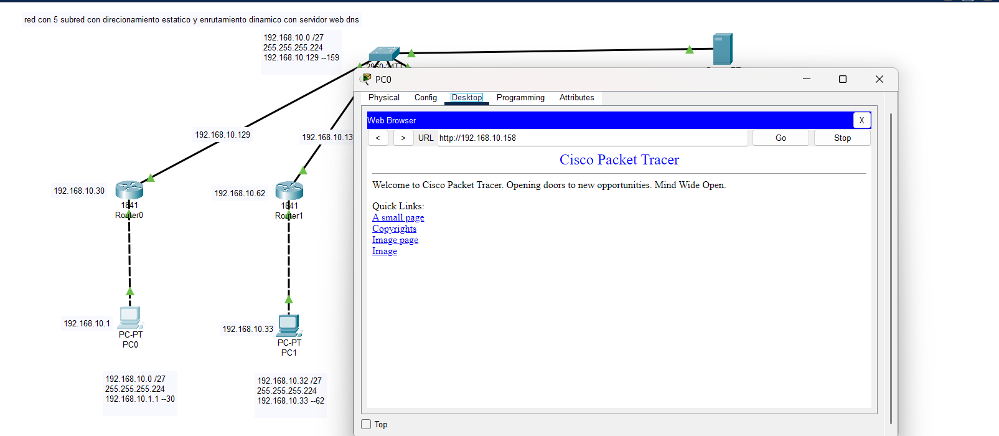 red con 5 subred con direcionamiento estatico y enrutamiento dinamico con servidor web dns
192.168.10.0 /27
255.255.255.224
192.168.10.129 --159
PC0
Physical Config Desktop Programming Attributes
Web Browser X
< > URL http://192.168.10.158 Go Stop
Cisco Packet Tracer
Welcome to Cisco Packet Tracer. Opening doors to new opportunities. Mind Wide Open.
Quick Links:
A small page
Copyrights
Image page
Image
Top
192.168.10.129
192.168.10.13
192.168.10.30
1841
Router0
192.168.10.62
1841
Router1
192.168.10.1
PC-PT
PC0
192.168.10.33
PC-PT
PC1
192.168.10.0 /27
255.255.255.224
192.168.10.1.1 --30
192.168.10.32 /27
255.255.255.224
192.168.10.33 --62